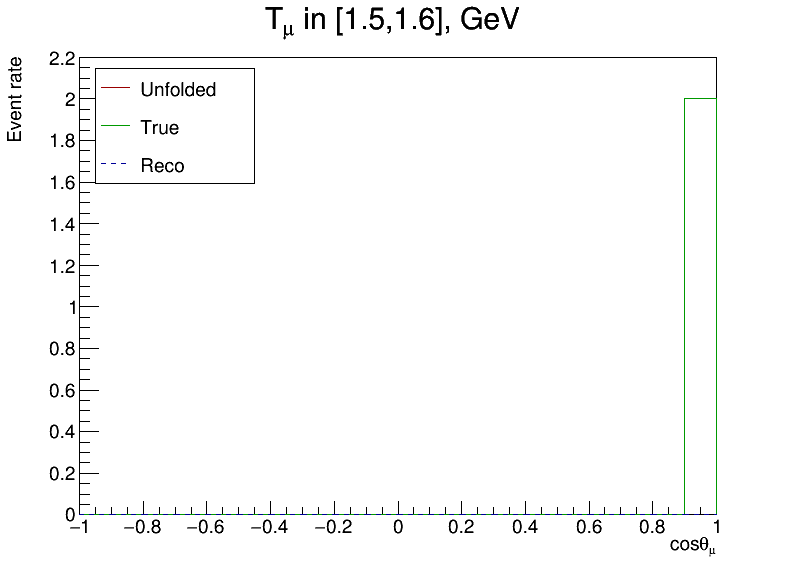 Tμ in [1.5,1.6], GeV
Event rate
Unfolded
True
Reco
2.2
2
1.8
1.6
1.4
1.2
1
0.8
0.6
0.4
0.2
0
−1 −0.8 −0.6 −0.4 −0.2 0 0.2 0.4 0.6 0.8 1
cosθμ